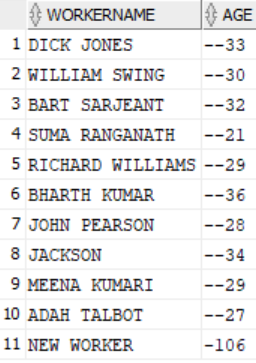 WORKERNAME AGE
1 DICK JONES --33
2 WILLIAM SWING --30
3 BART SARJEANT --32
4 SUMA RANGANATH --21
5 RICHARD WILLIAMS --29
6 BHARTH KUMAR --36
7 JOHN PEARSON --28
8 JACKSON --34
9 MEENA KUMARI --29
10 ADAH TALBOT --27
11 NEW WORKER -106